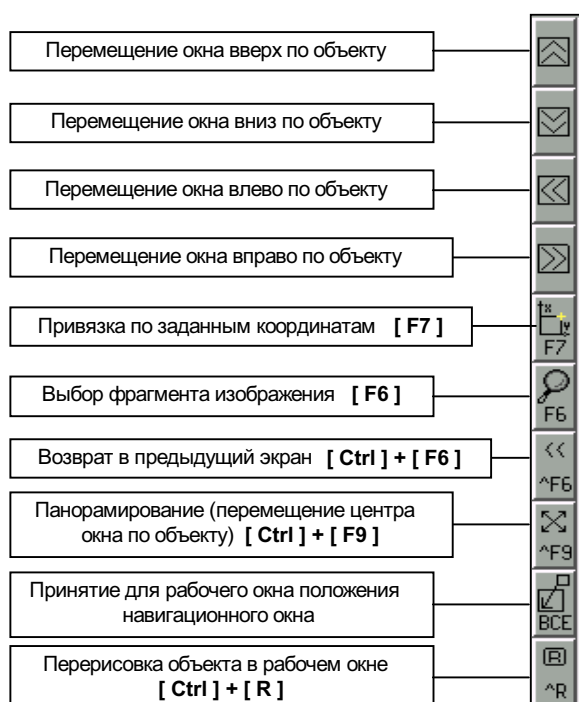 Перемещение окна вверх по объекту
Перемещение окна вниз по объекту
Перемещение окна влево по объекту
Перемещение окна вправо по объекту
Привязка по заданным координатам [ F7 ]
tx
ty
F7
Выбор фрагмента изображения [ F6 ]
F6
Возврат в предыдущий экран [ Ctrl ] + [ F6 ]
<<
^F6
Панорамирование (перемещение центра
окна по объекту) [ Ctrl ] + [ F9 ]
^F9
Принятие для рабочего окна положения
навигационного окна
ВСЕ
Перерисовка объекта в рабочем окне
[ Ctrl ] + [ R ]
R
^R